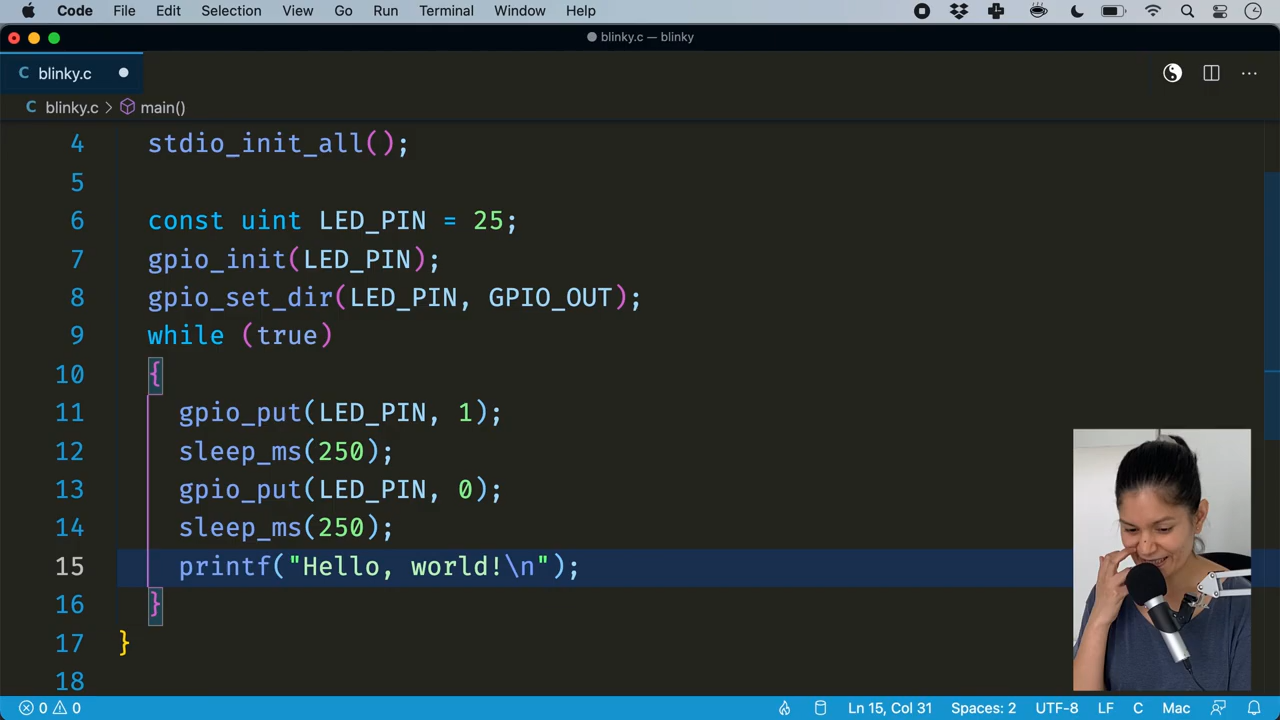 Code File Edit Selection View Go Run Terminal Window Help
blinky.c — blinky
C blinky.c
C blinky.c > main()
4 stdio_init_all();
5
6 const uint LED_PIN = 25;
7 gpio_init(LED_PIN);
8 gpio_set_dir(LED_PIN, GPIO_OUT);
9 while (true)
10 {
11 gpio_put(LED_PIN, 1);
12 sleep_ms(250);
13 gpio_put(LED_PIN, 0);
14 sleep_ms(250);
15 printf("Hello, world!\n");
16 }
17 }
18
0 0 Ln 15, Col 31 Spaces: 2 UTF-8 LF C Mac